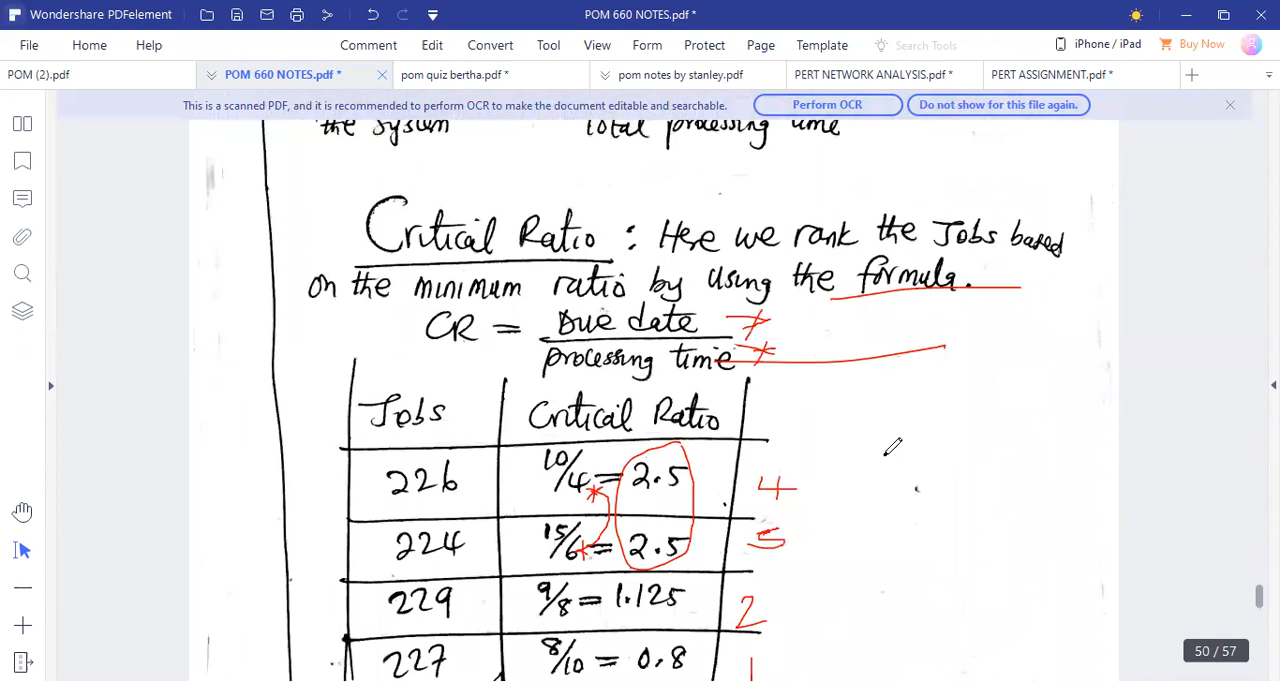 Wondershare PDFelement
POM 660 NOTES.pdf *
File Home Help Comment Edit Convert Tool View Form Protect Page Template Search Tools iPhone / iPad Buy Now
POM (2).pdf POM 660 NOTES.pdf * pom quiz bertha.pdf * pom notes by stanley.pdf PERT NETWORK ANALYSIS.pdf * PERT ASSIGNMENT.pdf *
This is a scanned PDF, and it is recommended to perform OCR to make the document editable and searchable. Perform OCR Do not show for this file again.
the system Total processing time
Critical Ratio : Here we rank the Jobs based
on the minimum ratio by using the formula.
CR = Due date
processing time
Jobs Critical Ratio
226 10/4 = 2.5 4
224 15/6 = 2.5 5
229 9/8 = 1.125 2
227 8/10 = 0.8 1
50 / 57